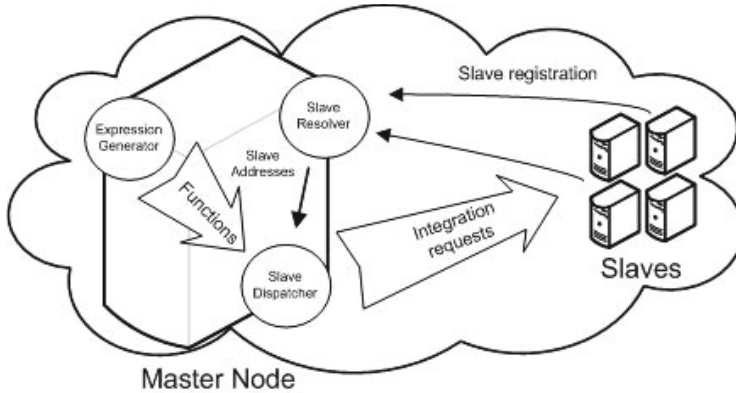 Slave registration
Expression
Generator
Slave
Resolver
Slave
Addresses
Functions
Integration
requests
Slave
Dispatcher
Slaves
Master Node